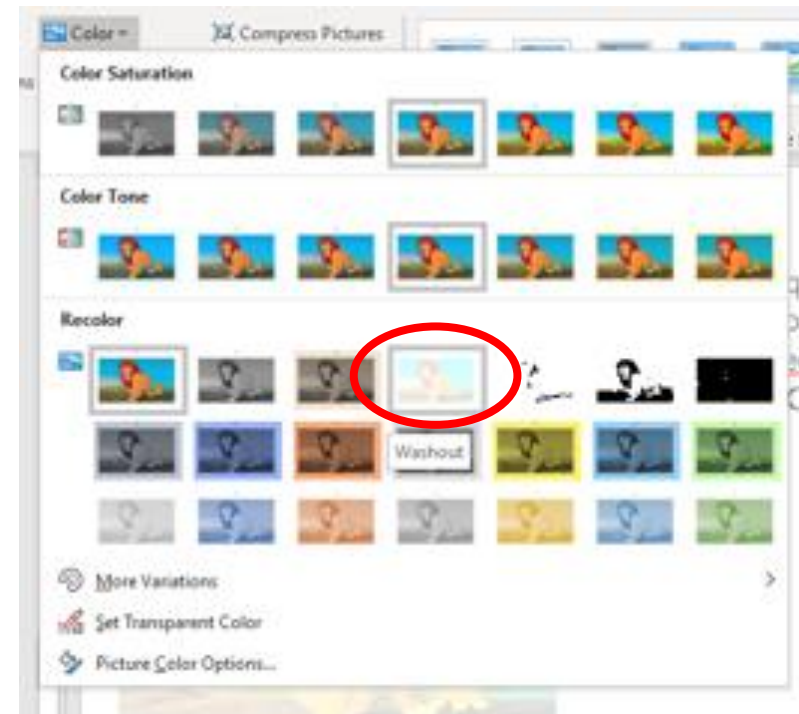 Color
Compress Pictures
Color Saturation
Color Tone
Recolor
Washout
More Variations
Set Transparent Color
Picture Color Options...